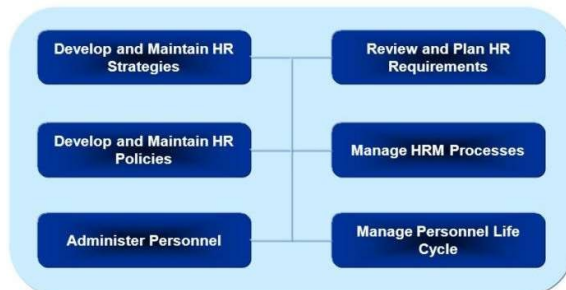 Develop and Maintain HR
Strategies
Review and Plan HR
Requirements
Develop and Maintain HR
Policies
Manage HRM Processes
Administer Personnel
Manage Personnel Life
Cycle